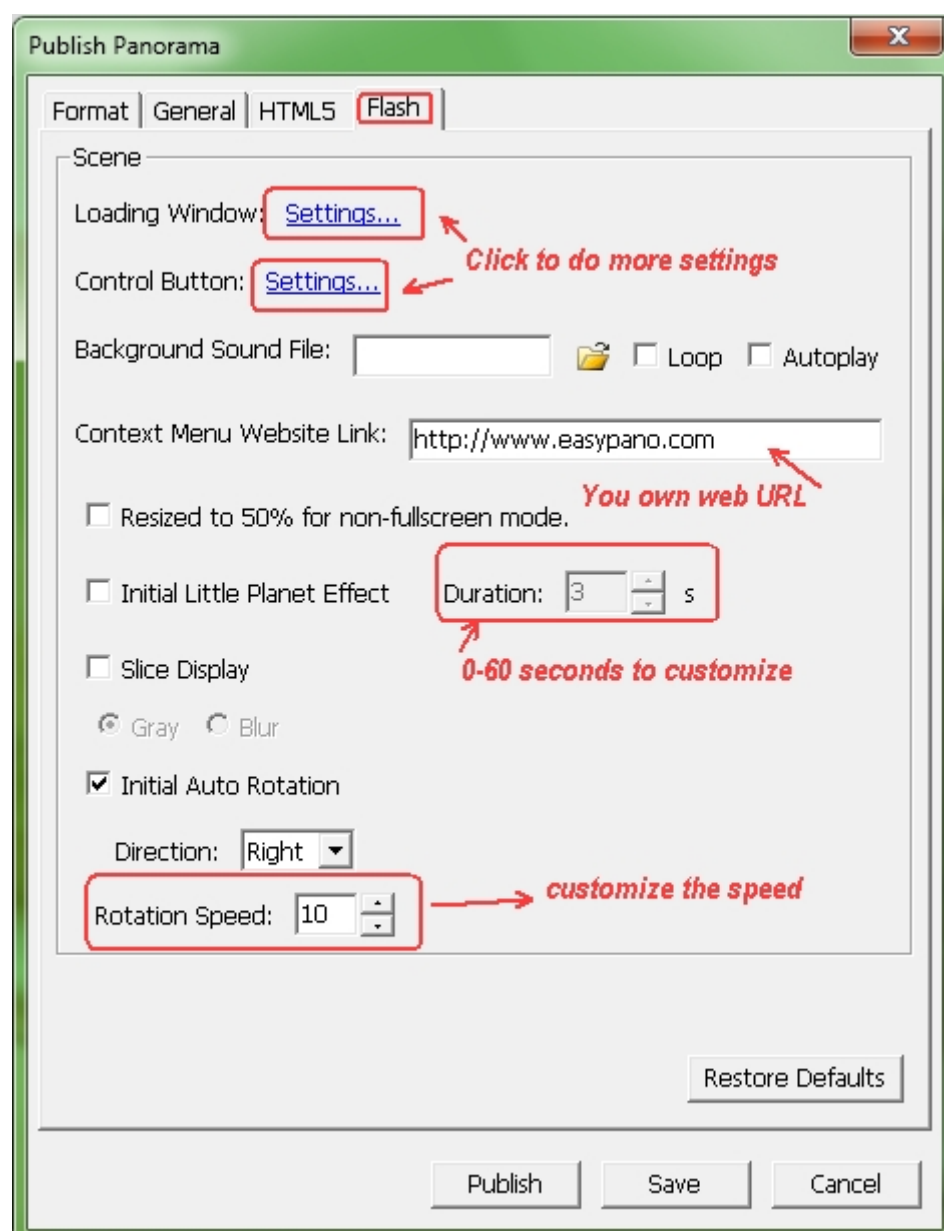 Publish Panorama
Format General HTML5 Flash
Scene
Loading Window: Settings...
Click to do more settings
Control Button: Settings...
Background Sound File: Loop Autoplay
Context Menu Website Link: http://www.easypano.com
You own web URL
Resized to 50% for non-fullscreen mode.
Initial Little Planet Effect Duration: 3 s
0-60 seconds to customize
Slice Display
Gray Blur
Initial Auto Rotation
Direction: Right
customize the speed
Rotation Speed: 10
Restore Defaults
Publish Save Cancel